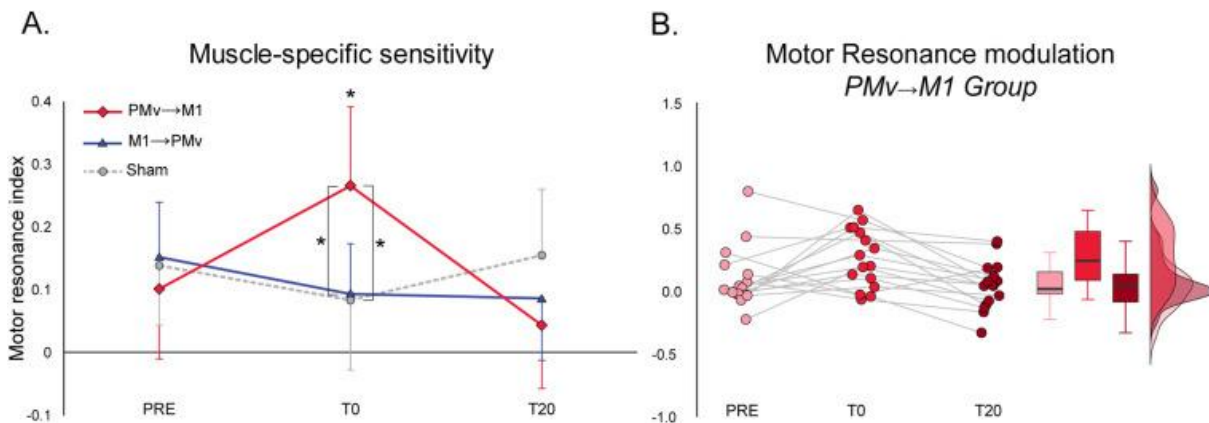 A.
Muscle-specific sensitivity
Motor resonance index
0.4
0.3
0.2
0.1
0
-0.1
PMv→M1
M1→PMv
Sham
*
*
*
PRE
T0
T20
B.
Motor Resonance modulation
PMv→M1 Group
1.5
1.0
0.5
0.0
-0.5
-1.0
PRE
T0
T20